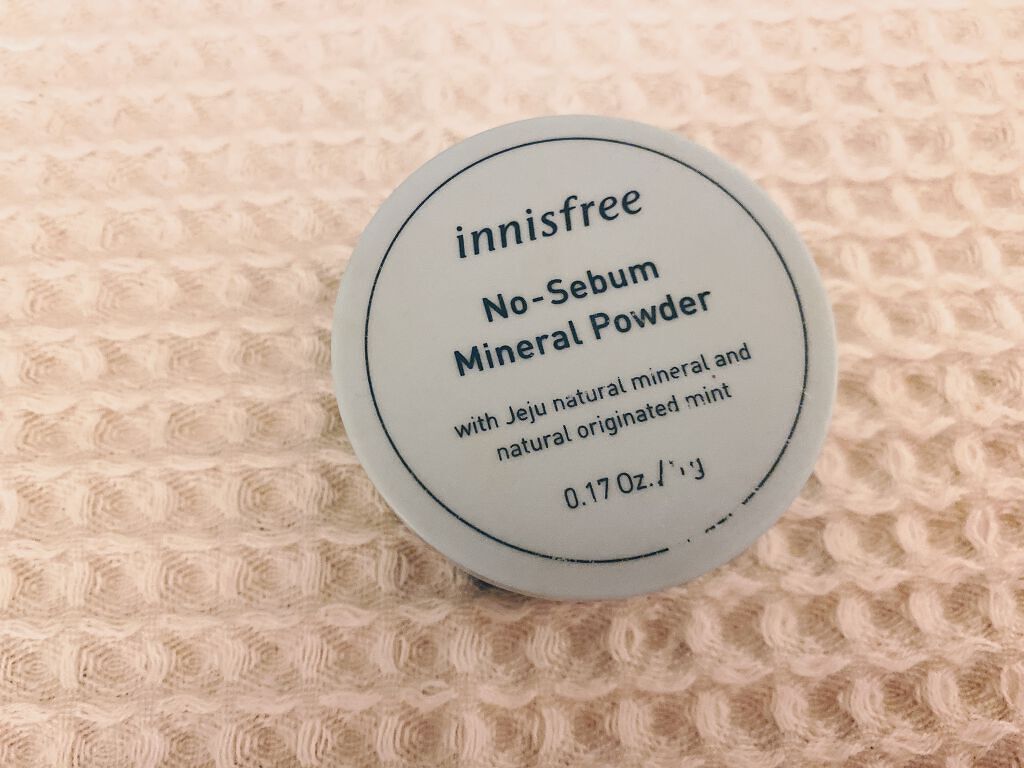 innisfree
No-Sebum
Mineral Powder
with Jeju natural mineral and
natural originated mint
0.17 Oz./